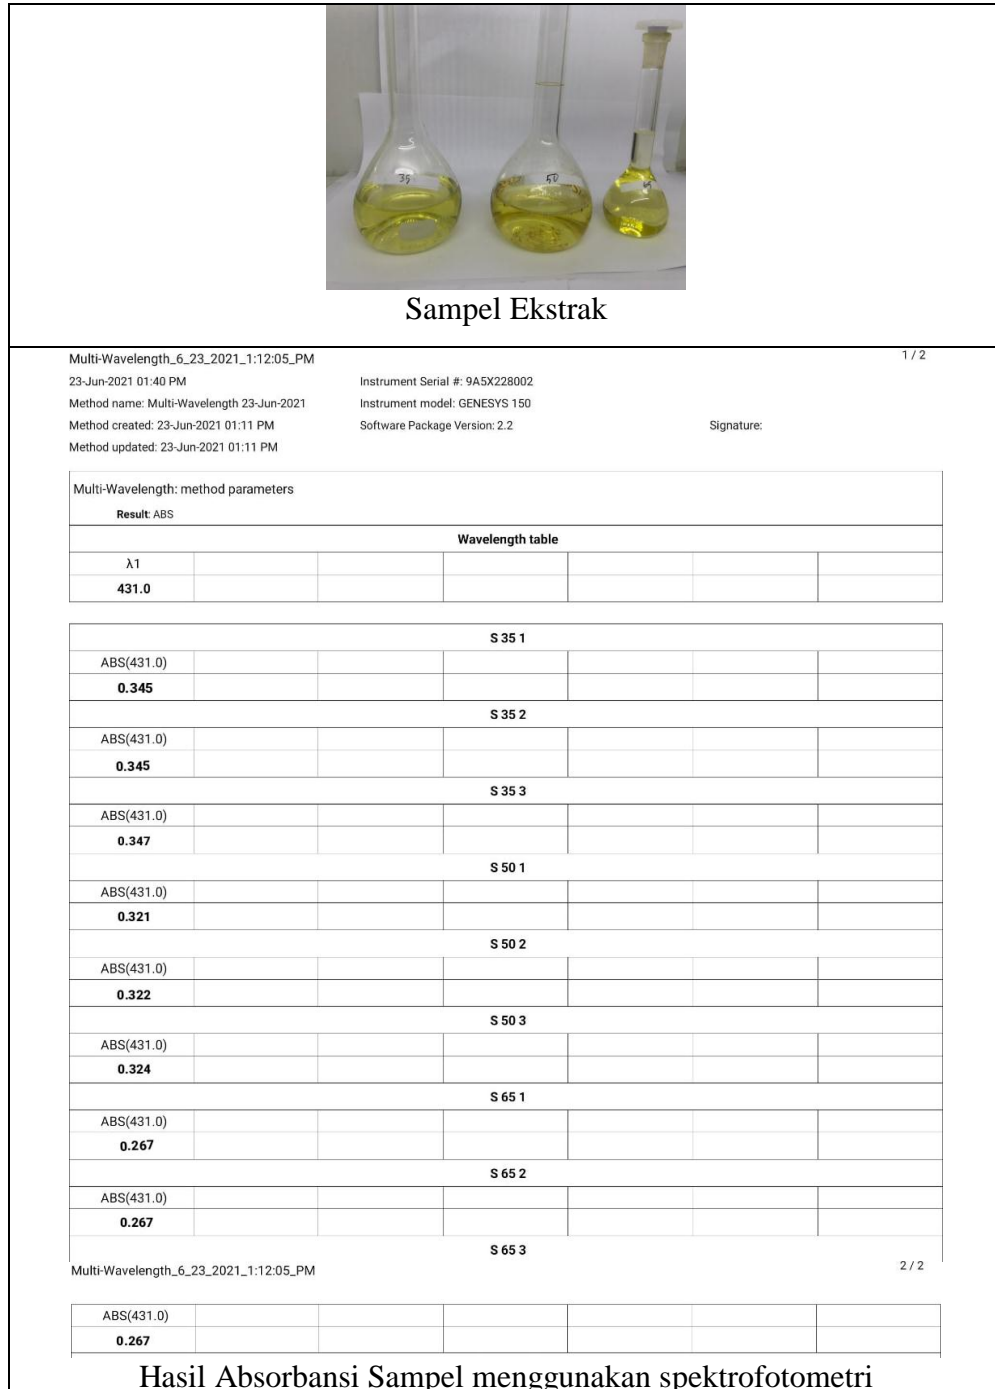 35
50
65
Sampel Ekstrak
Multi-Wavelength_6_23_2021_1:12:05_PM
1 / 2
23-Jun-2021 01:40 PM Instrument Serial #: 9A5X228002
Method name: Multi-Wavelength 23-Jun-2021 Instrument model: GENESYS 150
Method created: 23-Jun-2021 01:11 PM Software Package Version: 2.2 Signature:
Method updated: 23-Jun-2021 01:11 PM
Multi-Wavelength: method parameters
Result: ABS
Wavelength table
λ1
431.0
S 35 1
ABS(431.0)
0.345
S 35 2
ABS(431.0)
0.345
S 35 3
ABS(431.0)
0.347
S 50 1
ABS(431.0)
0.321
S 50 2
ABS(431.0)
0.322
S 50 3
ABS(431.0)
0.324
S 65 1
ABS(431.0)
0.267
S 65 2
ABS(431.0)
0.267
S 65 3
Multi-Wavelength_6_23_2021_1:12:05_PM
2 / 2
ABS(431.0)
0.267
Hasil Absorbansi Sampel menggunakan spektrofotometri